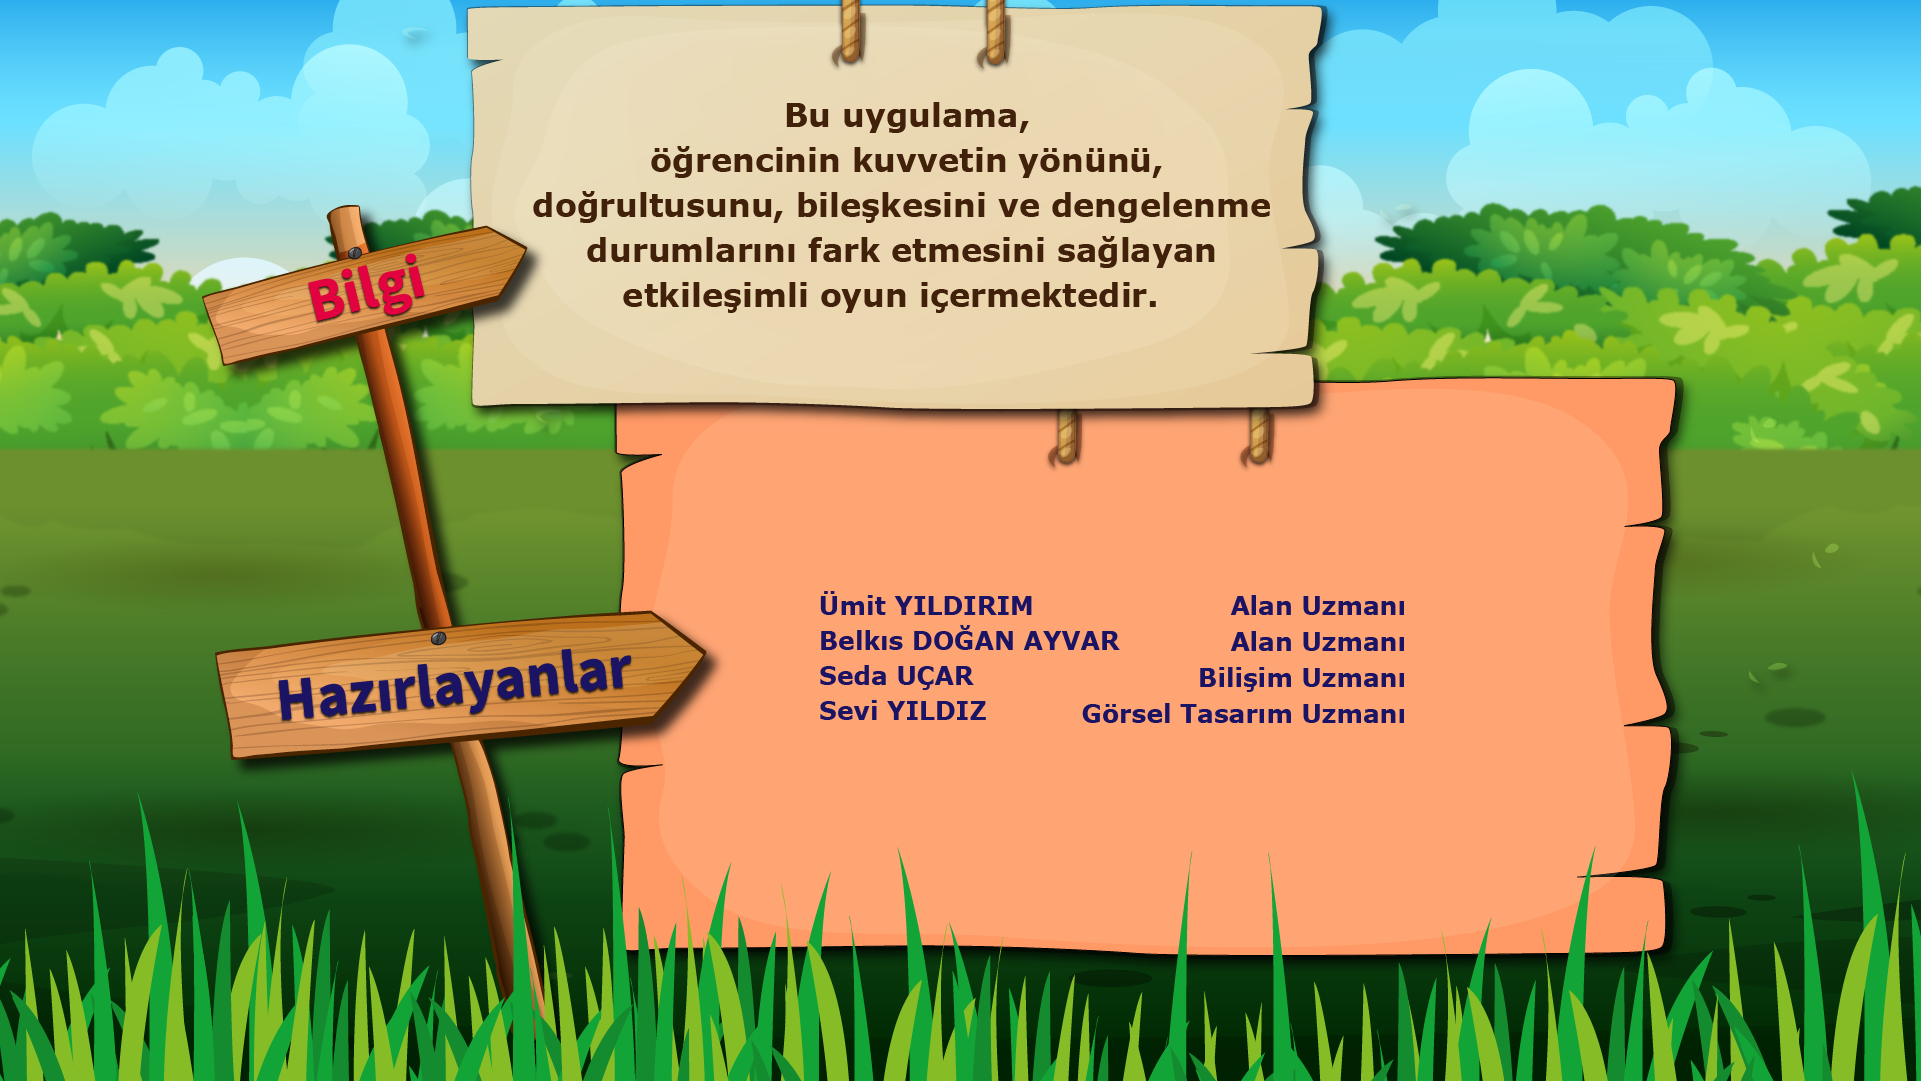 Bu uygulama,
öğrencinin kuvvetin yönünü,
doğrultusunu, bileşkesini ve dengelenme
durumlarını fark etmesini sağlayan
etkileşimli oyun içermektedir.
Bilgi
Hazırlayanlar
Ümit YILDIRIM Alan Uzmanı
Belkıs DOĞAN AYVAR Alan Uzmanı
Seda UÇAR Bilişim Uzmanı
Sevi YILDIZ Görsel Tasarım Uzmanı